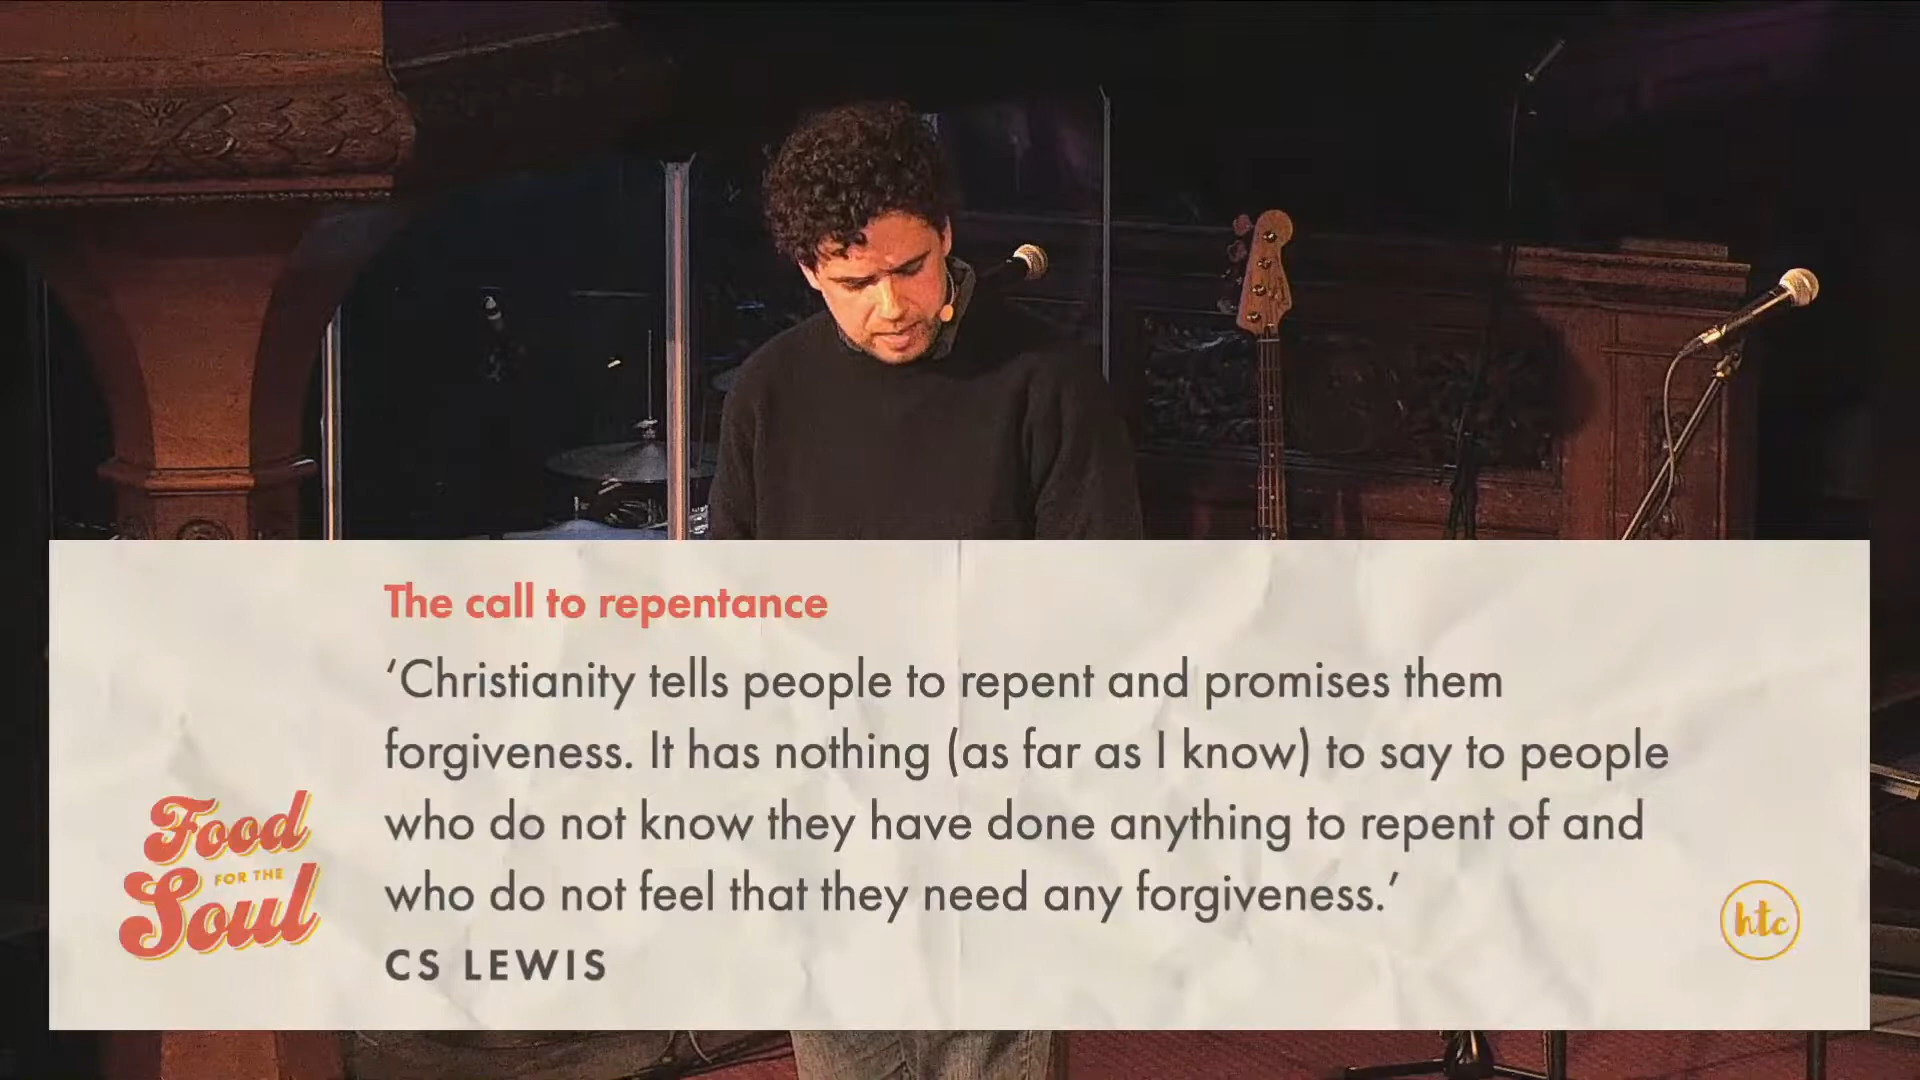 The call to repentance
‘Christianity tells people to repent and promises them
forgiveness. It has nothing (as far as I know) to say to people
who do not know they have done anything to repent of and
who do not feel that they need any forgiveness.’
CS LEWIS
Food
FOR THE
Soul
htc